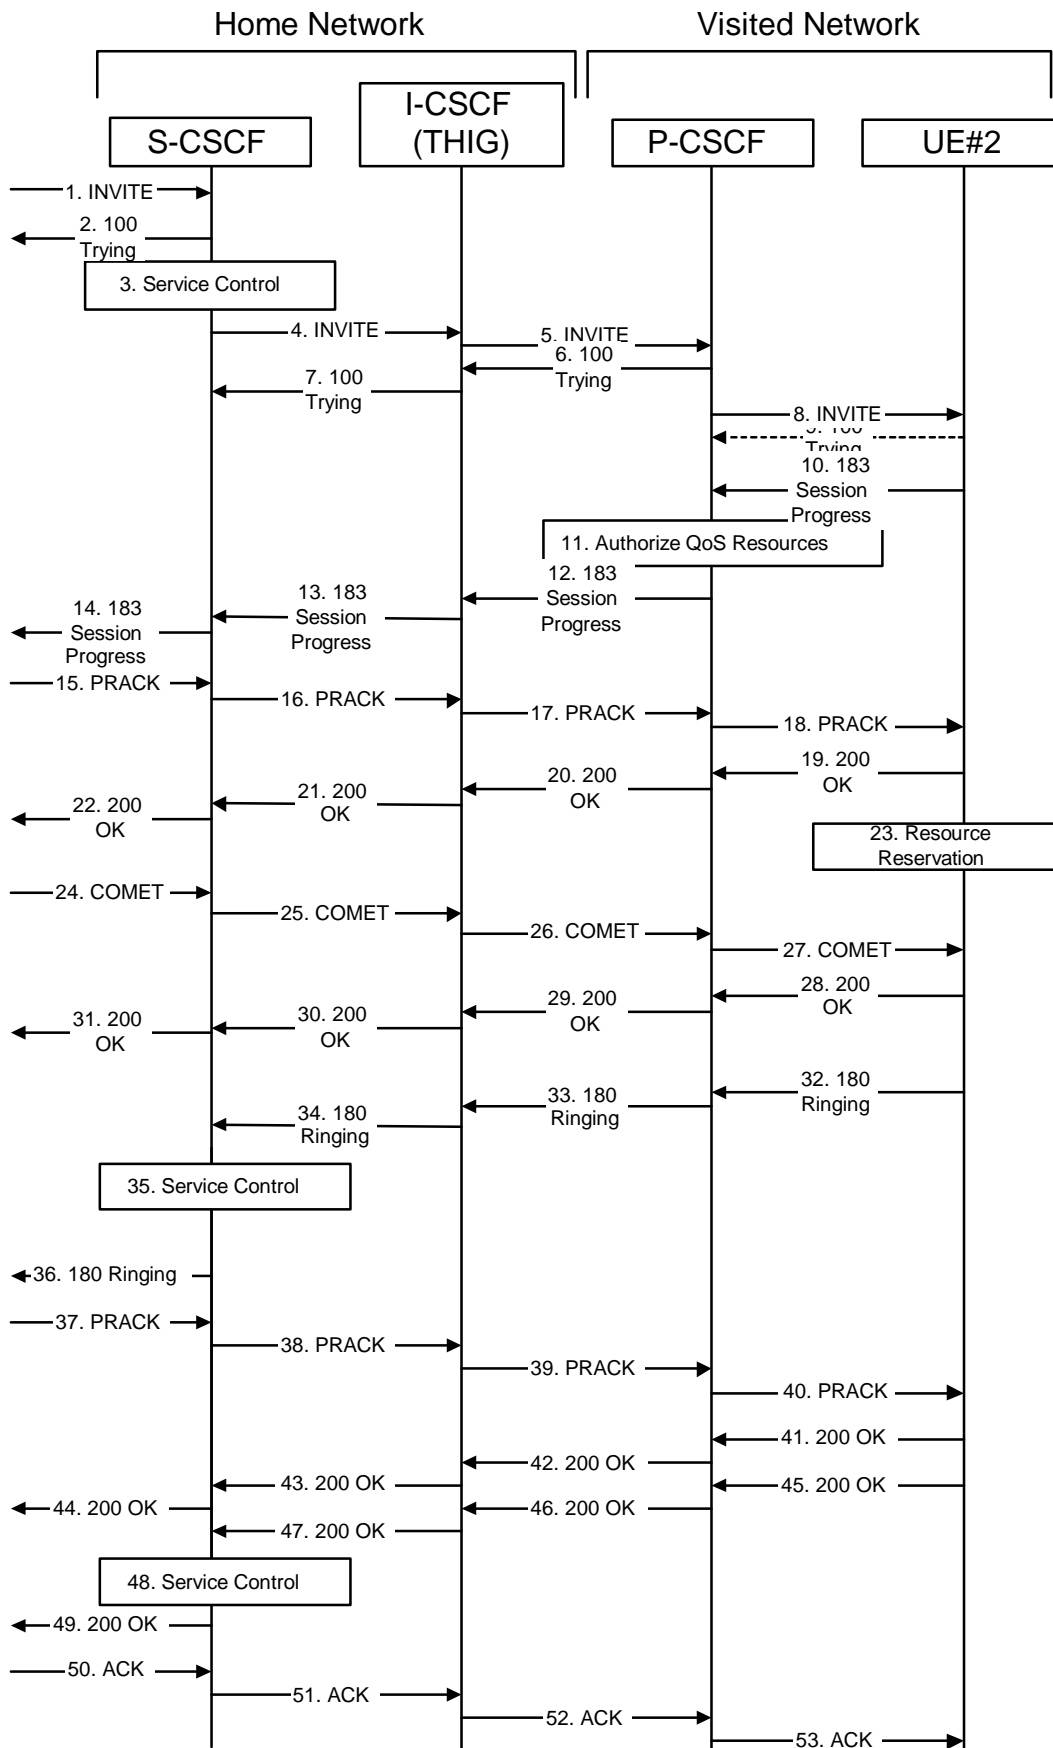 Home Network
Visited Network
S-CSCF
I-CSCF
(THIG)
P-CSCF
UE#2
1. INVITE
2. 100
Trying
3. Service Control
4. INVITE
5. INVITE
6. 100
Trying
7. 100
Trying
8. INVITE
9. 100
Trying
10. 183
Session
Progress
11. Authorize QoS Resources
12. 183
Session
Progress
13. 183
Session
Progress
14. 183
Session
Progress
15. PRACK
16. PRACK
17. PRACK
18. PRACK
19. 200
OK
20. 200
OK
21. 200
OK
22. 200
OK
23. Resource
Reservation
24. COMET
25. COMET
26. COMET
27. COMET
28. 200
OK
29. 200
OK
30. 200
OK
31. 200
OK
32. 180
Ringing
33. 180
Ringing
34. 180
Ringing
35. Service Control
36. 180 Ringing
37. PRACK
38. PRACK
39. PRACK
40. PRACK
41. 200 OK
42. 200 OK
43. 200 OK
44. 200 OK
45. 200 OK
46. 200 OK
47. 200 OK
48. Service Control
49. 200 OK
50. ACK
51. ACK
52. ACK
53. ACK